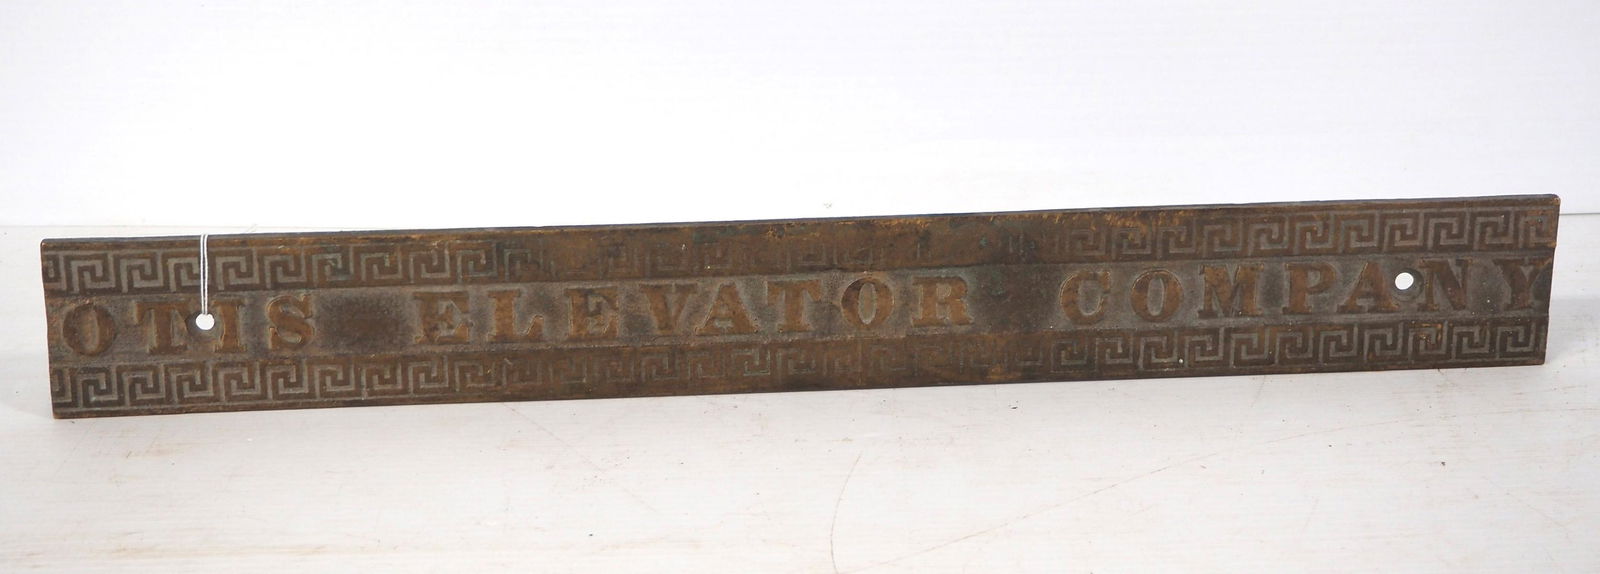 OTIS ELEVATOR COMPANY